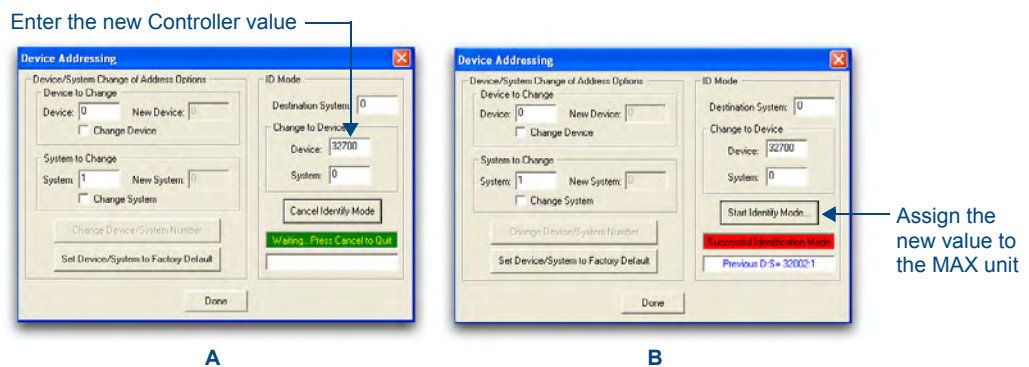 Enter the new Controller value
Device Addressing
Device/System Change of Address Options
Device to Change
Device: 0 New Device: 0
Change Device
System to Change
System: 1 New System: 0
Change System
Change Device/System Number
Set Device/System to Factory Default
ID Mode
Destination System: 0
Change to Device
Device: 32700
System: 0
Cancel Identify Mode
Waiting...Press Cancel to Quit
Done
A
Device Addressing
Device/System Change of Address Options
Device to Change
Device: 0 New Device: 0
Change Device
System to Change
System: 1 New System: 0
Change System
Change Device/System Number
Set Device/System to Factory Default
ID Mode
Destination System: 0
Change to Device
Device: 32700
System: 0
Start Identify Mode...
Successful Identification Mode
Previous D:S= 32002:1
Done
B
Assign the
new value to
the MAX unit